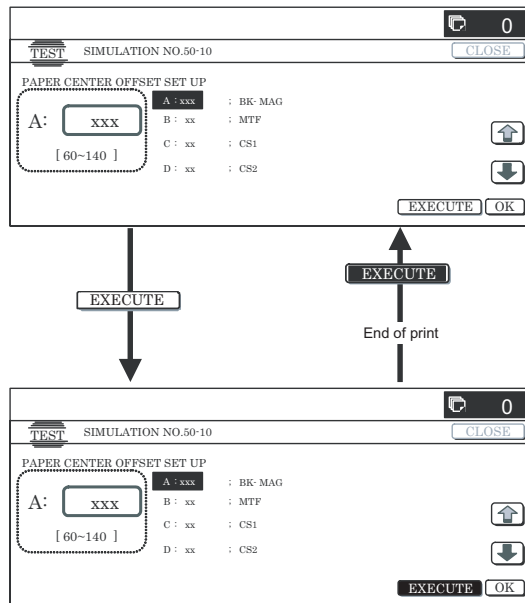 0
TEST SIMULATION NO.50-10 CLOSE
PAPER CENTER OFFSET SET UP
A: xxx
[ 60~140 ]
A : xxx ; BK- MAG
B : xx ; MTF
C : xx ; CS1
D : xx ; CS2
EXECUTE OK
EXECUTE
EXECUTE
End of print
0
TEST SIMULATION NO.50-10 CLOSE
PAPER CENTER OFFSET SET UP
A: xxx
[ 60~140 ]
A : xxx ; BK- MAG
B : xx ; MTF
C : xx ; CS1
D : xx ; CS2
EXECUTE OK